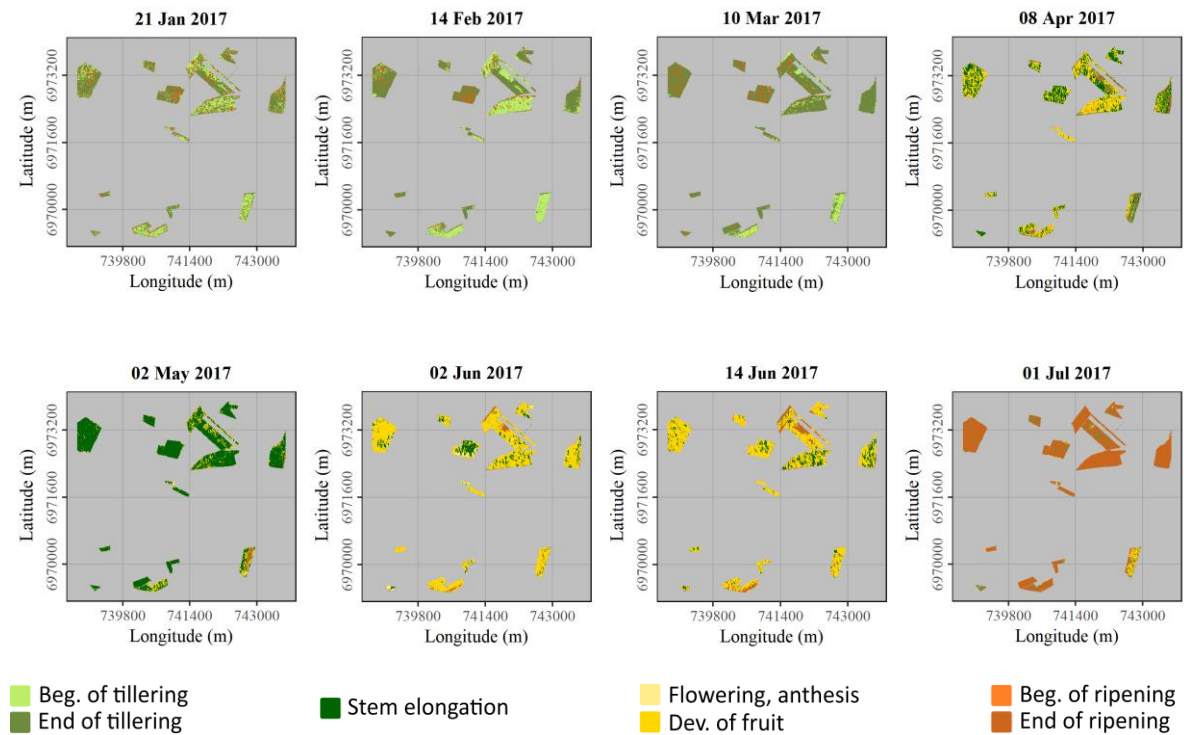 21 Jan 2017
14 Feb 2017
10 Mar 2017
08 Apr 2017
Latitude (m)
6973200
6971600
6970000
Latitude (m)
6973200
6971600
6970000
Latitude (m)
6973200
6971600
6970000
Latitude (m)
6973200
6971600
6970000
739800 741400 743000
739800 741400 743000
739800 741400 743000
739800 741400 743000
Longitude (m)
Longitude (m)
Longitude (m)
Longitude (m)
02 May 2017
02 Jun 2017
14 Jun 2017
01 Jul 2017
Latitude (m)
6973200
6971600
6970000
Latitude (m)
6973200
6971600
6970000
Latitude (m)
6973200
6971600
6970000
Latitude (m)
6973200
6971600
6970000
739800 741400 743000
739800 741400 743000
739800 741400 743000
739800 741400 743000
Longitude (m)
Longitude (m)
Longitude (m)
Longitude (m)
Beg. of tillering
End of tillering
Stem elongation
Flowering, anthesis
Dev. of fruit
Beg. of ripening
End of ripening